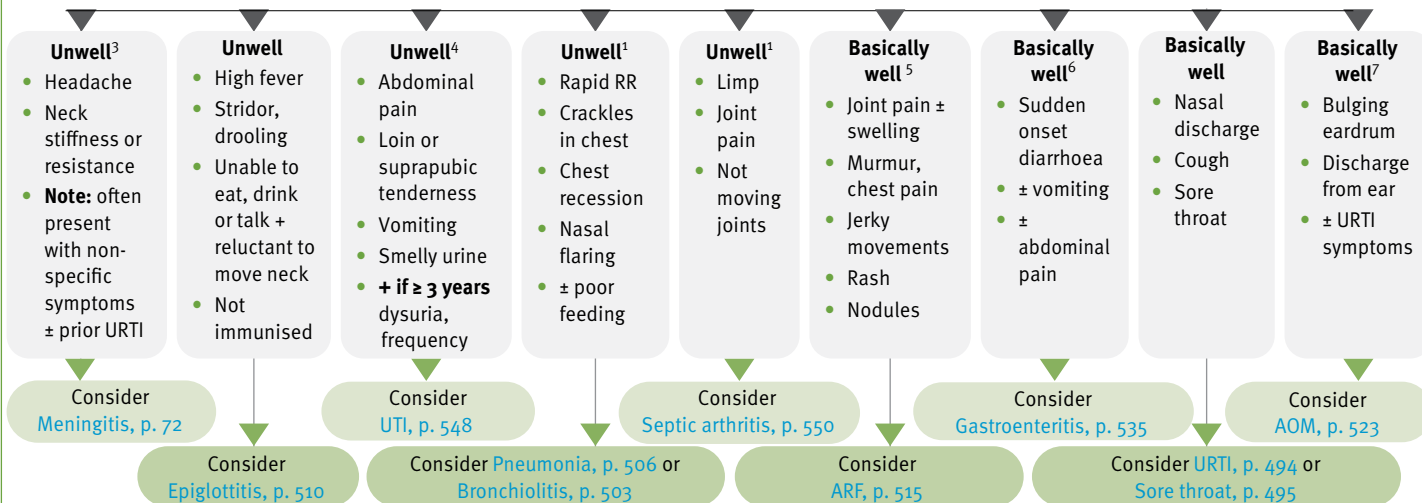 Unwell³
• Headache
• Neck
stiffness or
resistance
• Note: often
present
with non-
specific
symptoms
± prior URTI
Unwell
• High fever
• Stridor,
drooling
• Unable to
eat, drink
or talk +
reluctant to
move neck
• Not
immunised
Unwell⁴
• Abdominal
pain
• Loin or
suprapubic
tenderness
• Vomiting
• Smelly urine
• + if ≥ 3 years
dysuria,
frequency
Unwell¹
• Rapid RR
• Crackles
in chest
• Chest
recession
• Nasal
flaring
• ± poor
feeding
Unwell¹
• Limp
• Joint
pain
• Not
moving
joints
Basically
well ⁵
• Joint pain ±
swelling
• Murmur,
chest pain
• Jerky
movements
• Rash
• Nodules
Basically
well⁶
• Sudden
onset
diarrhoea
• ± vomiting
• ±
abdominal
pain
Basically
well
• Nasal
discharge
• Cough
• Sore
throat
Basically
well⁷
• Bulging
eardrum
• Discharge
from ear
• ± URTI
symptoms
Consider
Meningitis, p. 72
Consider
Epiglottitis, p. 510
Consider
UTI, p. 548
Consider Pneumonia, p. 506 or
Bronchiolitis, p. 503
Consider
Septic arthritis, p. 550
Consider
ARF, p. 515
Consider
Gastroenteritis, p. 535
Consider URTI, p. 494 or
Sore throat, p. 495
Consider
AOM, p. 523